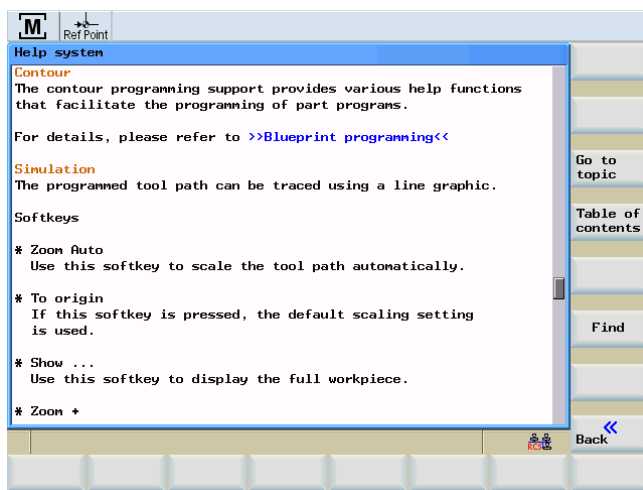 M
Ref Point
Help system
Contour
The contour programming support provides various help functions
that facilitate the programming of part programs.
For details, please refer to >>Blueprint programming<<
Simulation
The programmed tool path can be traced using a line graphic.
Softkeys
* Zoom Auto
Use this softkey to scale the tool path automatically.
* To origin
If this softkey is pressed, the default scaling setting
is used.
* Show ...
Use this softkey to display the full workpiece.
* Zoom +
Go to
topic
Table of
contents
Find
«
Back
RCS